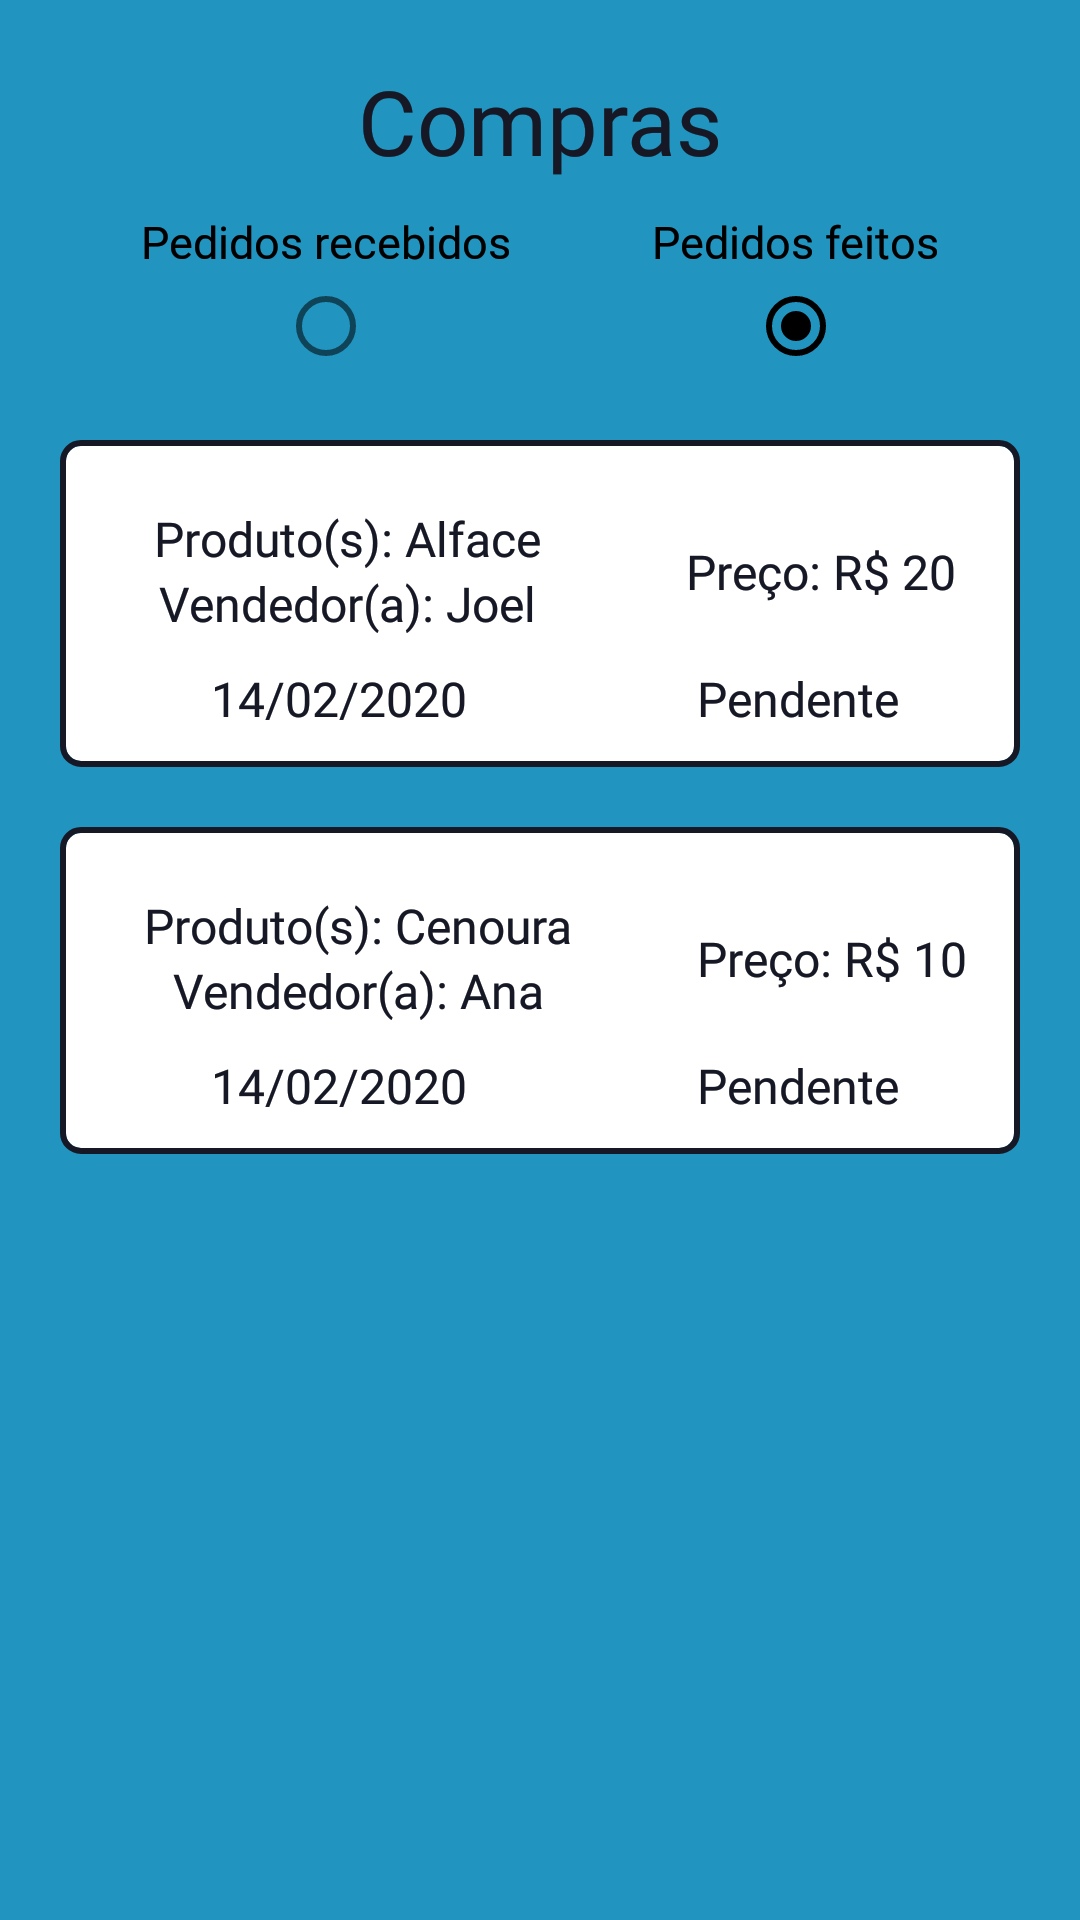 Compras
Pedidos recebidos
Pedidos feitos
Produto(s): Alface
Vendedor(a): Joel
Preço: R$ 20
14/02/2020
Pendente
Produto(s): Cenoura
Vendedor(a): Ana
Preço: R$ 10
14/02/2020
Pendente